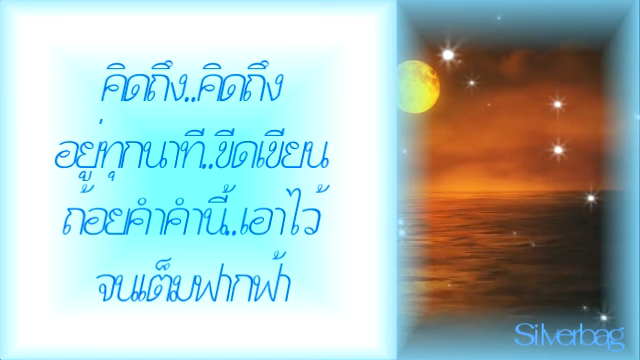 คิดถึง..คิดถึง
อยู่ทุกนาที..ขีดเขียน
ถ้อยคำคำนี้..เอาไว้
จนเต็มฟากฟ้า
Silverbag